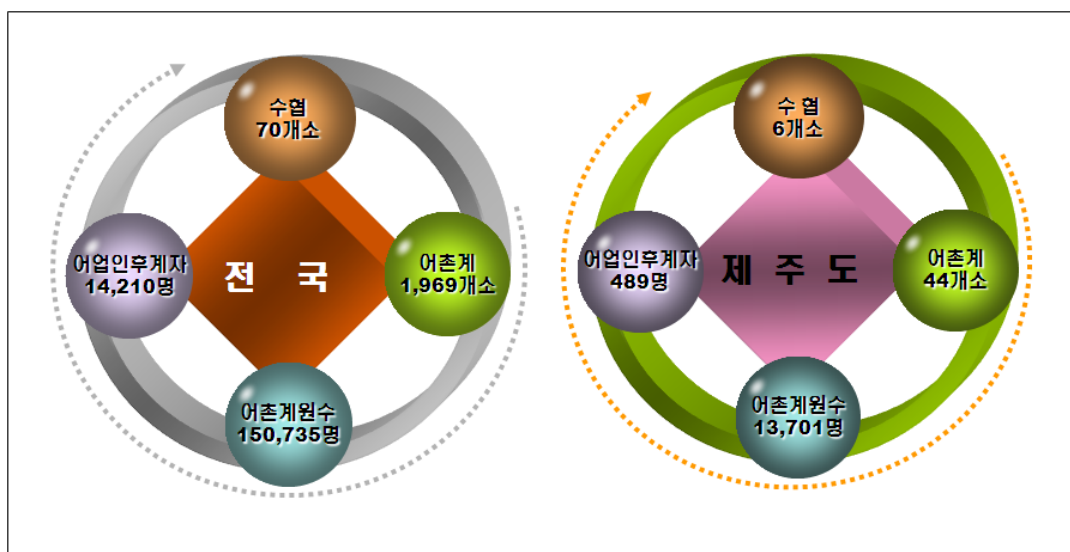 수협
70개소
어업인후계자
14,210명
전 국
어촌계
1,969개소
어촌계원수
150,735명
수 협
6개소
어업인후계자
489명
제 주 도
어촌계
44개소
어촌계원수
13,701명